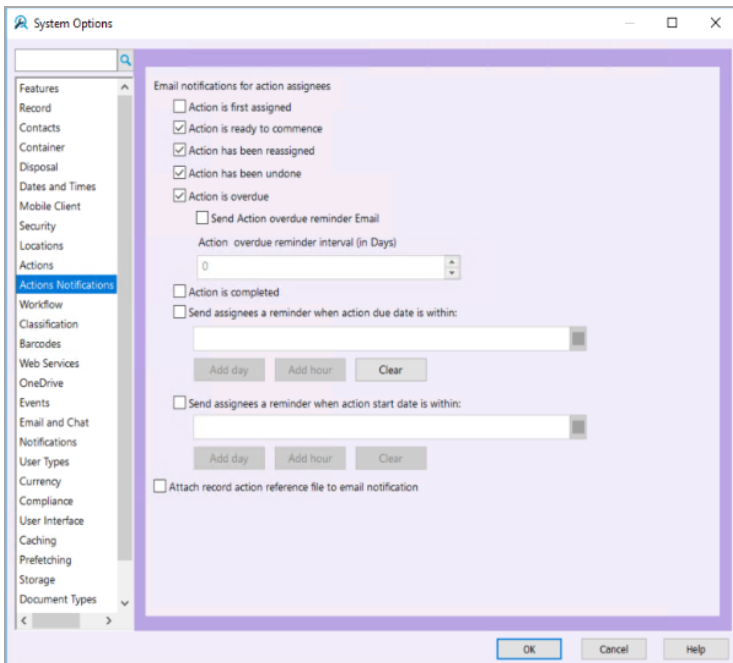 System Options
Features
Record
Contacts
Container
Disposal
Dates and Times
Mobile Client
Security
Locations
Actions
Actions Notifications
Workflow
Classification
Barcodes
Web Services
OneDrive
Events
Email and Chat
Notifications
User Types
Currency
Compliance
User Interface
Caching
Prefetching
Storage
Document Types
Email notifications for action assignees
Action is first assigned
Action is ready to commence
Action has been reassigned
Action has been undone
Action is overdue
Send Action overdue reminder Email
Action overdue reminder interval (in Days)
0
Action is completed
Send assignees a reminder when action due date is within:
Add day Add hour Clear
Send assignees a reminder when action start date is within:
Add day Add hour Clear
Attach record action reference file to email notification
OK Cancel Help